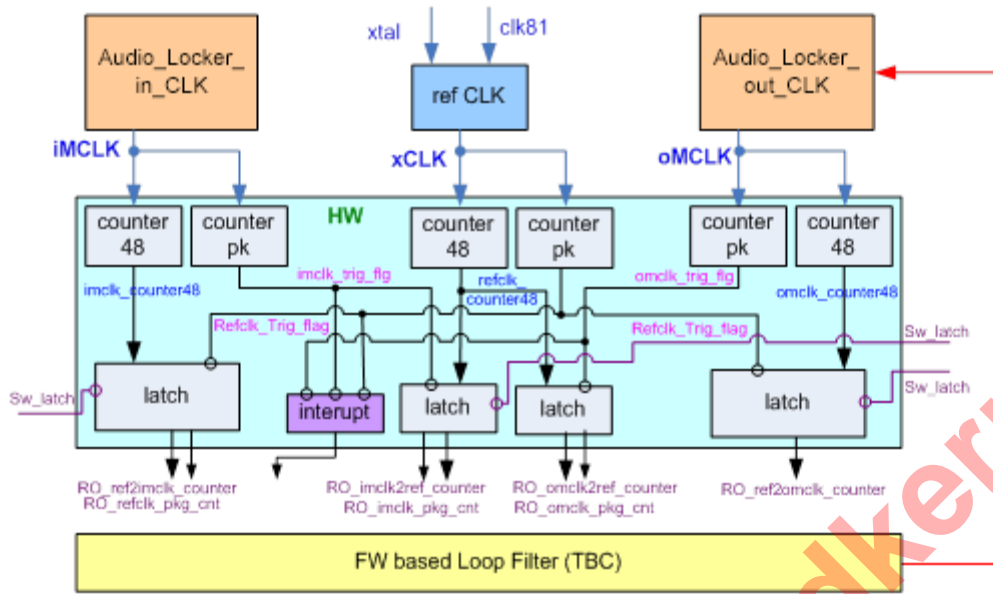 xtal
clk81
Audio_Locker_
in_CLK
ref CLK
Audio_Locker_
out_CLK
iMCLK
xCLK
oMCLK
HW
counter
48
counter
pk
counter
48
counter
pk
counter
pk
counter
48
imclk_trig_flg
refclk_
counter48
omclk_trig_flg
imclk_counter48
omclk_counter48
Refclk_Trig_flag
Refclk_Trig_flag
Sw_latch
Sw_latch
Sw_latch
latch
interupt
latch
latch
latch
RO_ref2imclk_counter
RO_refclk_pkg_cnt
RO_imclk2ref_counter
RO_imclk_pkg_cnt
RO_omclk2ref_counter
RO_omclk_pkg_cnt
RO_ref2omclk_counter
FW based Loop Filter (TBC)